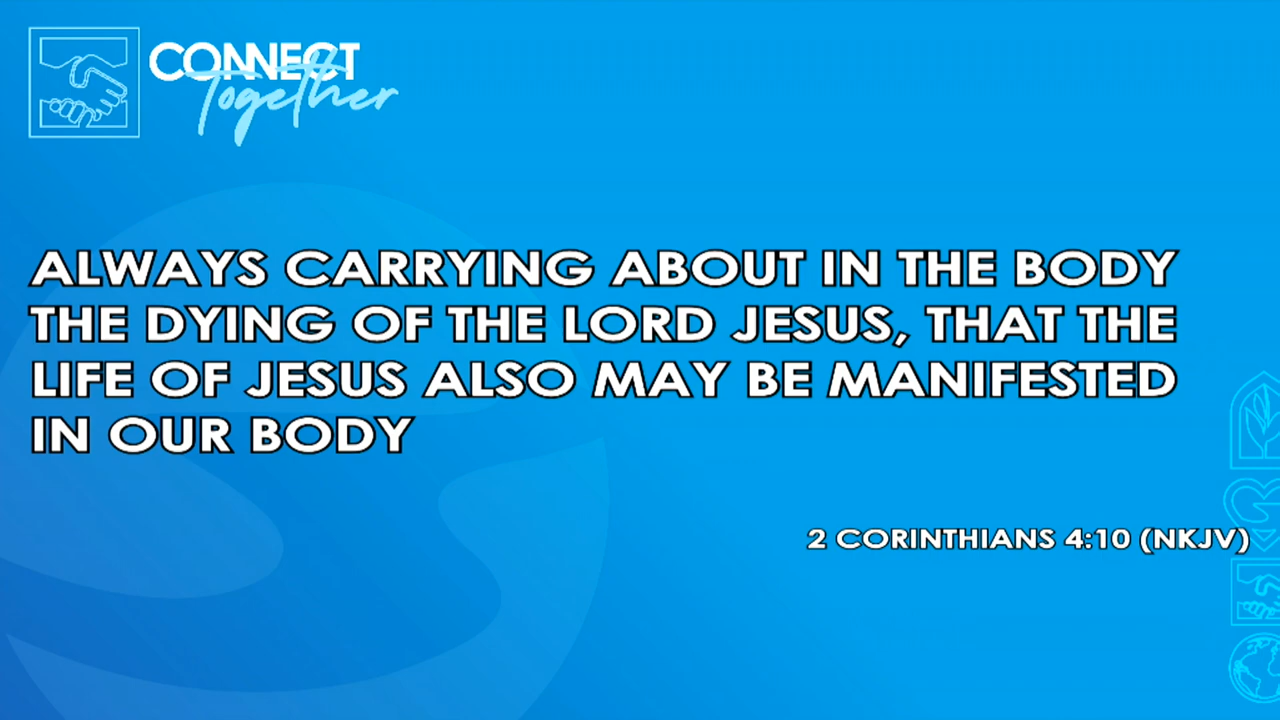 CONNECT
Together
ALWAYS CARRYING ABOUT IN THE BODY
THE DYING OF THE LORD JESUS, THAT THE
LIFE OF JESUS ALSO MAY BE MANIFESTED
IN OUR BODY
2 CORINTHIANS 4:10 (NKJV)